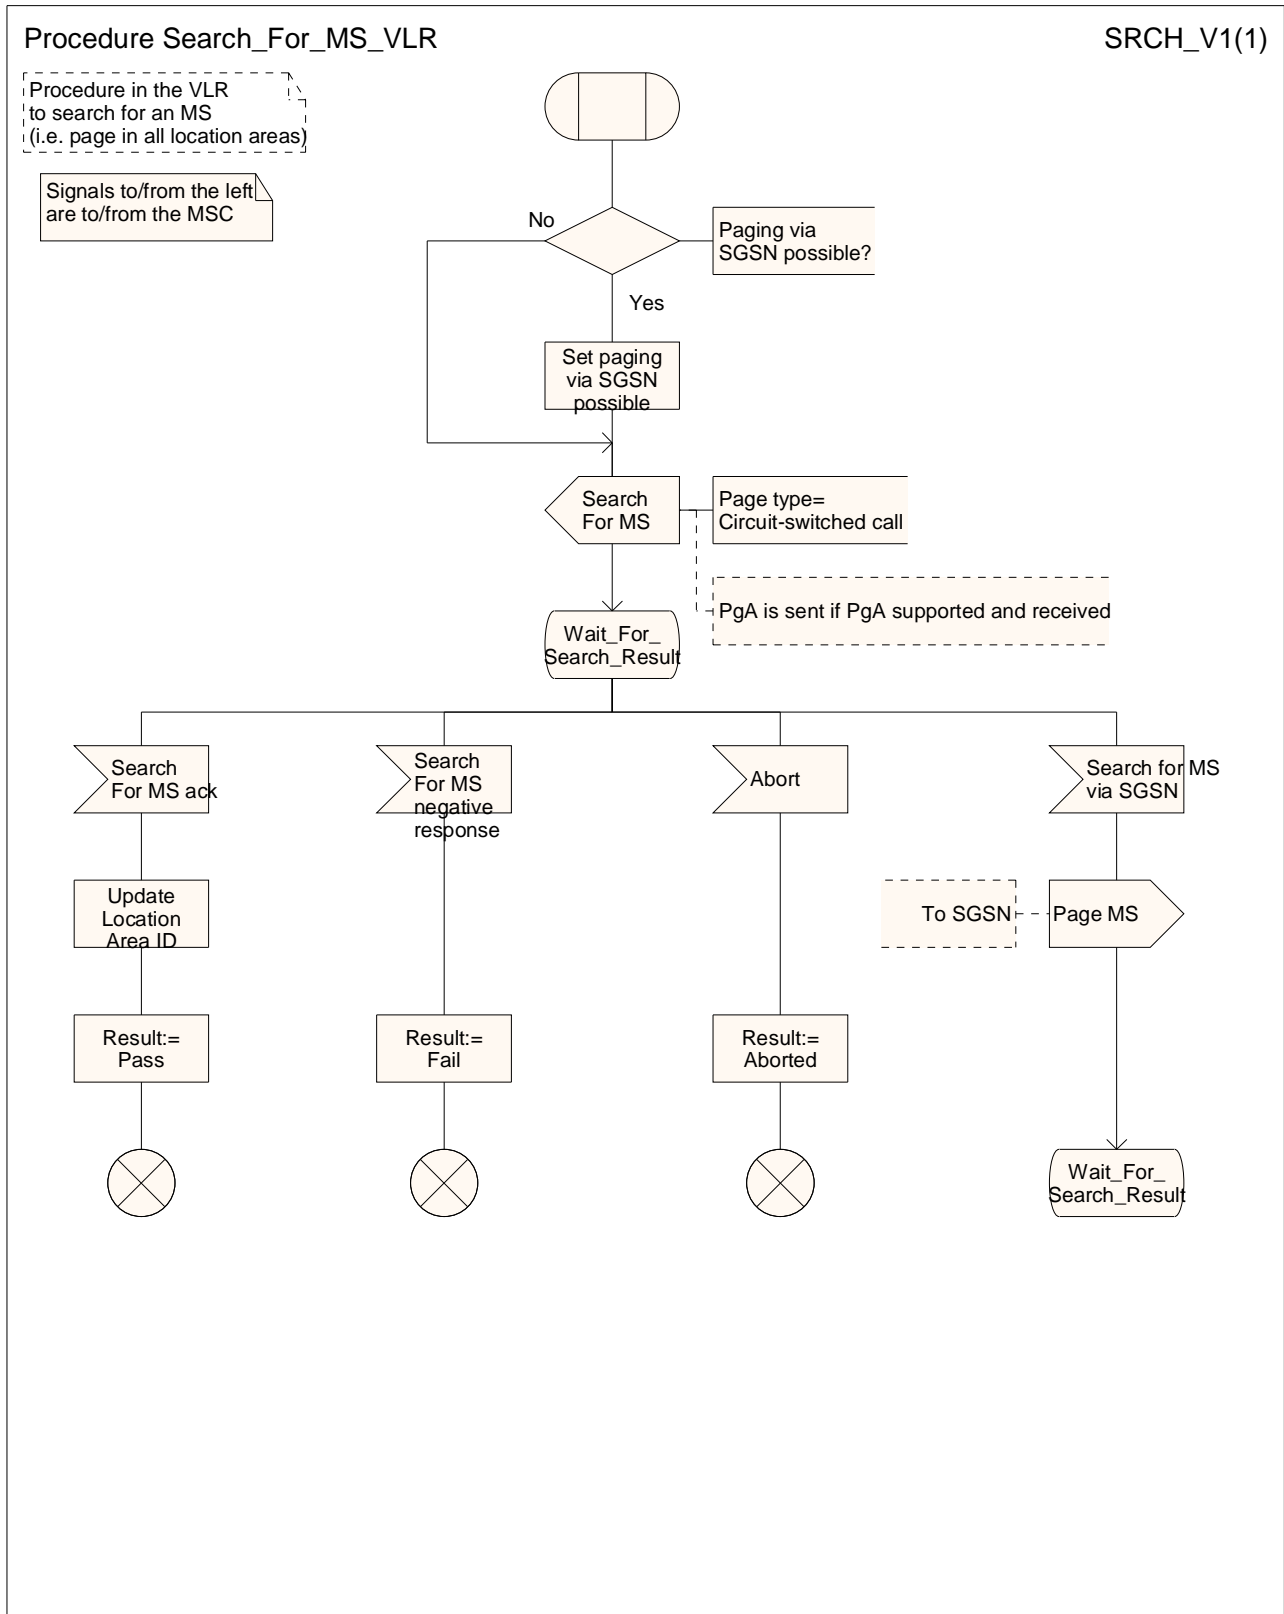 Procedure Search_For_MS_VLR
SRCH_V1(1)
Procedure in the VLR
to search for an MS
(i.e. page in all location areas)
Signals to/from the left
are to/from the MSC
No
Paging via
SGSN possible?
Yes
Set paging
via SGSN
possible
Search
For MS
Page type=
Circuit-switched call
PgA is sent if PgA supported and received
Wait_For_
Search_Result
Search
For MS ack
Search
For MS
negative
response
Abort
Search for MS
via SGSN
Update
Location
Area ID
To SGSN
Page MS
Result:=
Pass
Result:=
Fail
Result:=
Aborted
Wait_For_
Search_Result